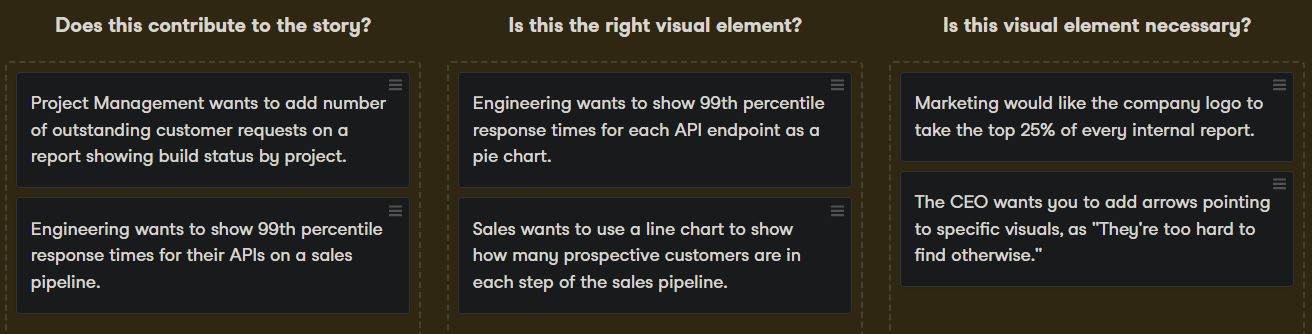 Does this contribute to the story?
Project Management wants to add number
of outstanding customer requests on a
report showing build status by project.
Engineering wants to show 99th percentile
response times for their APIs on a sales
pipeline.
Is this the right visual element?
Engineering wants to show 99th percentile
response times for each API endpoint as a
pie chart.
Sales wants to use a line chart to show
how many prospective customers are in
each step of the sales pipeline.
Is this visual element necessary?
Marketing would like the company logo to
take the top 25% of every internal report.
The CEO wants you to add arrows pointing
to specific visuals, as "They're too hard to
find otherwise."